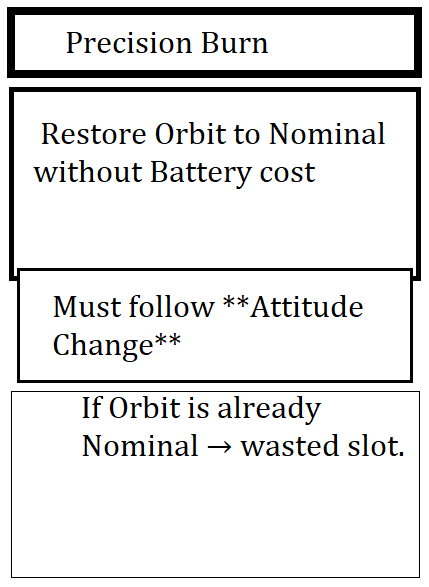 Precision Burn
Restore Orbit to Nominal
without Battery cost
Must follow **Attitude
Change**
If Orbit is already
Nominal → wasted slot.